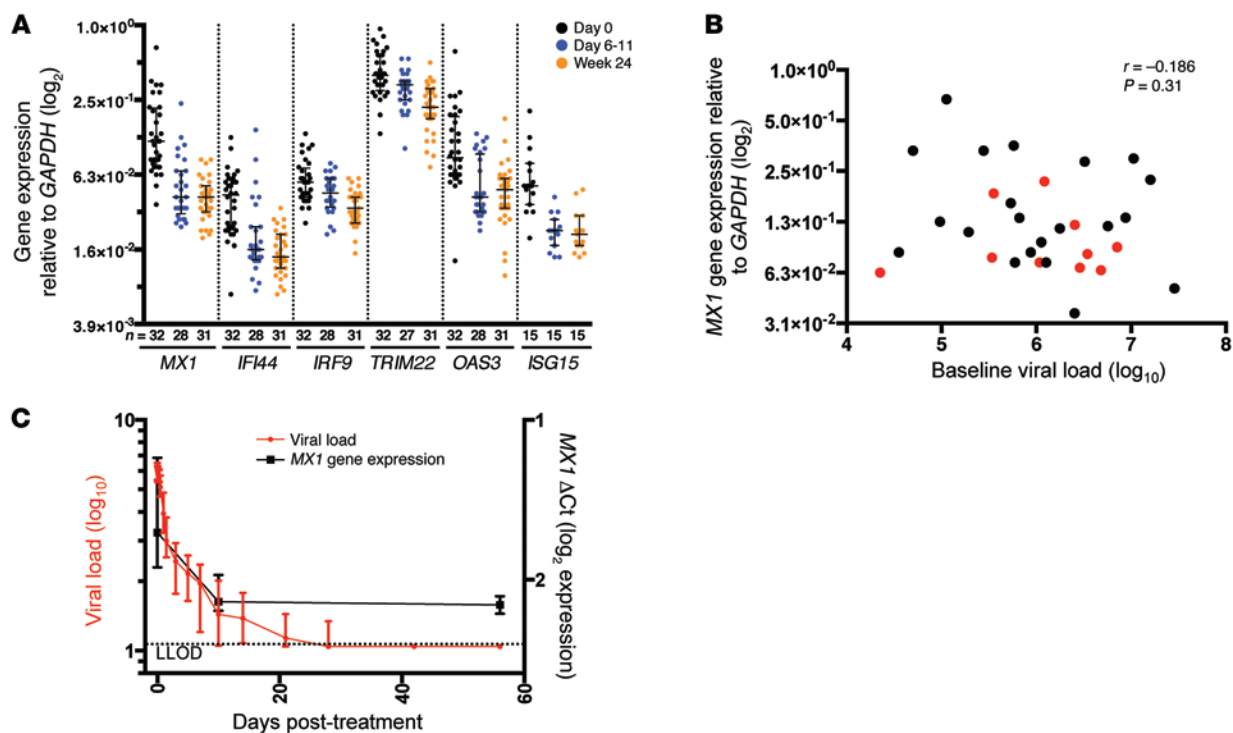 A
Gene expression
relative to GAPDH (log₂)
1.0×10⁰
2.5×10⁻¹
6.3×10⁻²
1.6×10⁻²
3.9×10⁻³
Day 0
Day 6-11
Week 24
n = 32 28 31 32 28 31 32 28 31 32 27 31 32 28 31 15 15 15
MX1 IFI44 IRF9 TRIM22 OAS3 ISG15
B
MX1 gene expression relative
to GAPDH (log₂)
r = –0.186
P = 0.31
1.0×10⁰
5.0×10⁻¹
2.5×10⁻¹
1.3×10⁻¹
6.3×10⁻²
3.1×10⁻²
4 5 6 7 8
Baseline viral load (log₁₀)
C
Viral load (log₁₀)
10
1
Viral load
MX1 gene expression
LLOD
1
2
MX1 ΔCt (log₂ expression)
0 20 40 60
Days post-treatment